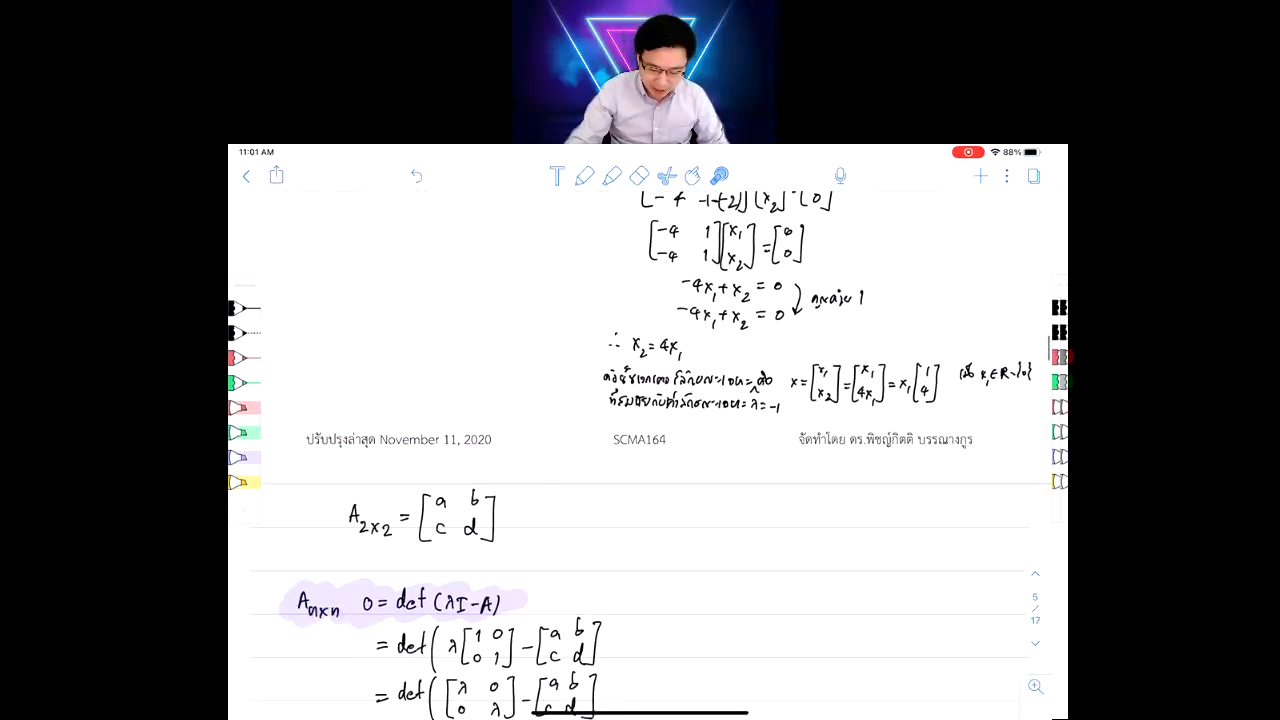 11:01 AM
88%
[-4 -1-(-2)] [x₂] = [0]
[-4 1; -4 1] [x₁; x₂] = [0; 0]
-4x₁ + x₂ = 0
-4x₁ + x₂ = 0
∴ x₂ = 4x₁
x = [x₁; x₂] = [x₁; 4x₁] = x₁ [1; 4] x₁ ∈ R - {0}
λ = -1
ปรับปรุงล่าสุด November 11, 2020 SCMA164 จัดทำโดย ดร.พิชญ์กิตติ บรรณางกูร
A₂ₓ₂ = [a b; c d]
Aₙₓₙ 0 = det (λI - A)
= det ( λ [1 0; 0 1] - [a b; c d]
= det ( [λ 0; 0 λ] - [a b; c d]
5
/
17